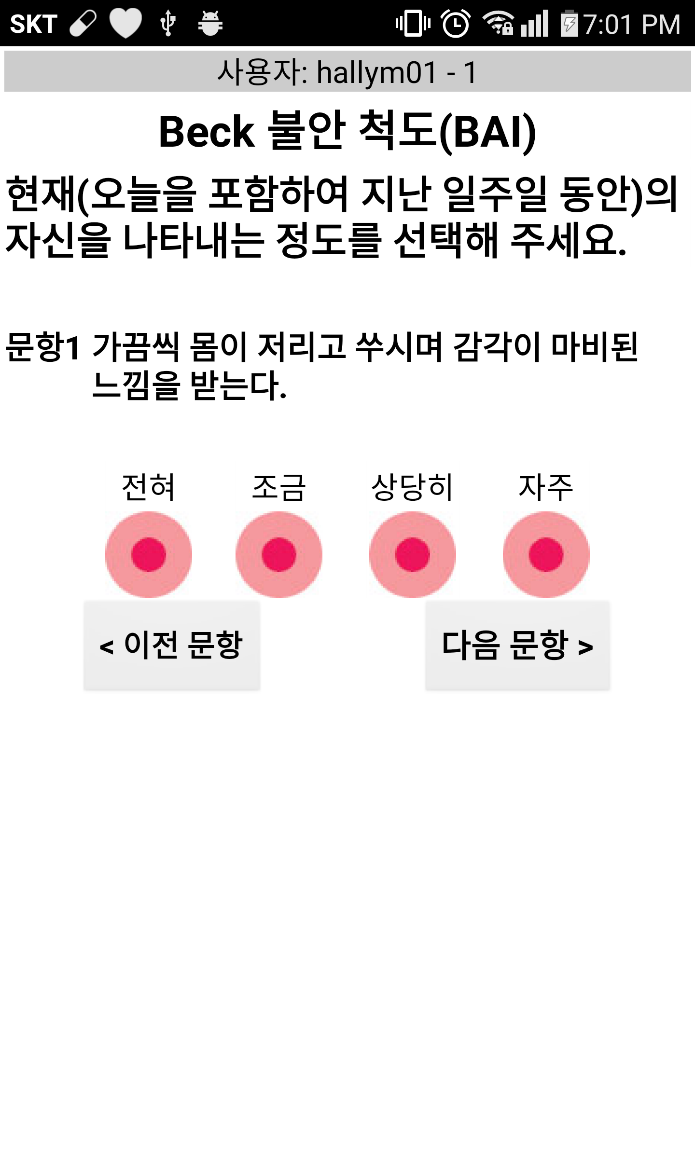 SKT 7:01 PM
사용자: hallym01 - 1
Beck 불안 척도(BAI)
현재(오늘을 포함하여 지난 일주일 동안)의
자신을 나타내는 정도를 선택해 주세요.
문항1 가끔씩 몸이 저리고 쑤시며 감각이 마비된
느낌을 받는다.
전혀 조금 상당히 자주
< 이전 문항 다음 문항 >